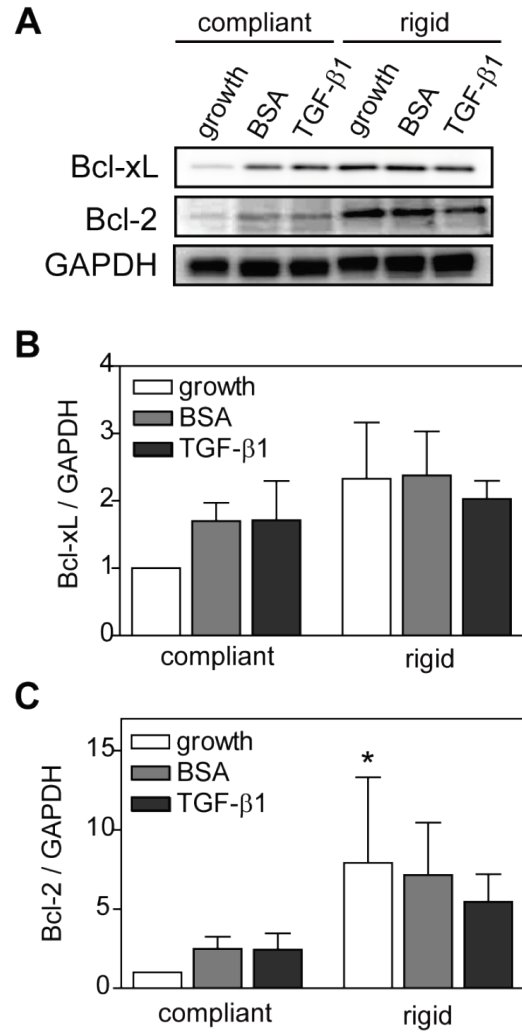 A
compliant rigid
growth BSA TGF-β1 growth BSA TGF-β1
Bcl-xL
Bcl-2
GAPDH
B
4
3
2
1
0
Bcl-xL / GAPDH
growth
BSA
TGF-β1
compliant rigid
C
15
10
5
0
Bcl-2 / GAPDH
growth
BSA
TGF-β1
*
compliant rigid